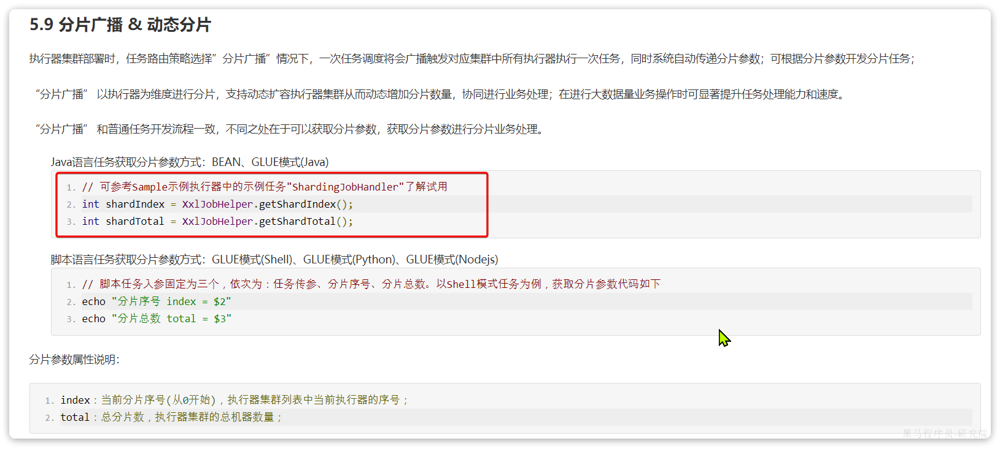 5.9 分片广播 & 动态分片
执行器集群部署时，任务路由策略选择”分片广播”情况下，一次任务调度将会广播触发对应集群中所有执行器执行一次任务，同时系统自动传递分片参数；可根据分片参数开发分片任务；
“分片广播” 以执行器为维度进行分片，支持动态扩容执行器集群从而动态增加分片数量，协同进行业务处理；在进行大数据量业务操作时可显著提升任务处理能力和速度。
“分片广播” 和普通任务开发流程一致，不同之处在于可以获取分片参数，获取分片参数进行分片业务处理。
Java语言任务获取分片参数方式：BEAN、GLUE模式(Java)
1. // 可参考Sample示例执行器中的示例任务"ShardingJobHandler"了解试用
2. int shardIndex = XxlJobHelper.getShardIndex();
3. int shardTotal = XxlJobHelper.getShardTotal();
脚本语言任务获取分片参数方式：GLUE模式(Shell)、GLUE模式(Python)、GLUE模式(Nodejs)
1. // 脚本任务入参固定为三个，依次为：任务传参、分片序号、分片总数。以Shell模式任务为例，获取分片参数代码如下
2. echo "分片序号 index = $2"
3. echo "分片总数 total = $3"
分片参数属性说明：
1. index：当前分片序号(从0开始)，执行器集群列表中当前执行器的序号；
2. total：总分片数，执行器集群的总机器数量；
黑马程序员-研究院